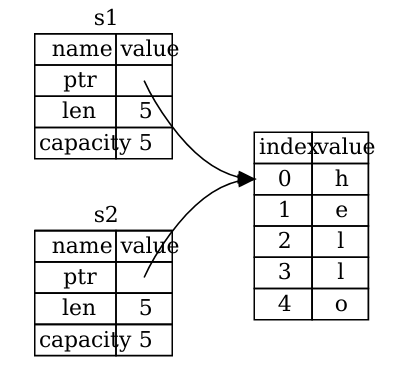 s1
name value
ptr
len 5
capacity 5
s2
name value
ptr
len 5
capacity 5
index value
0 h
1 e
2 l
3 l
4 o